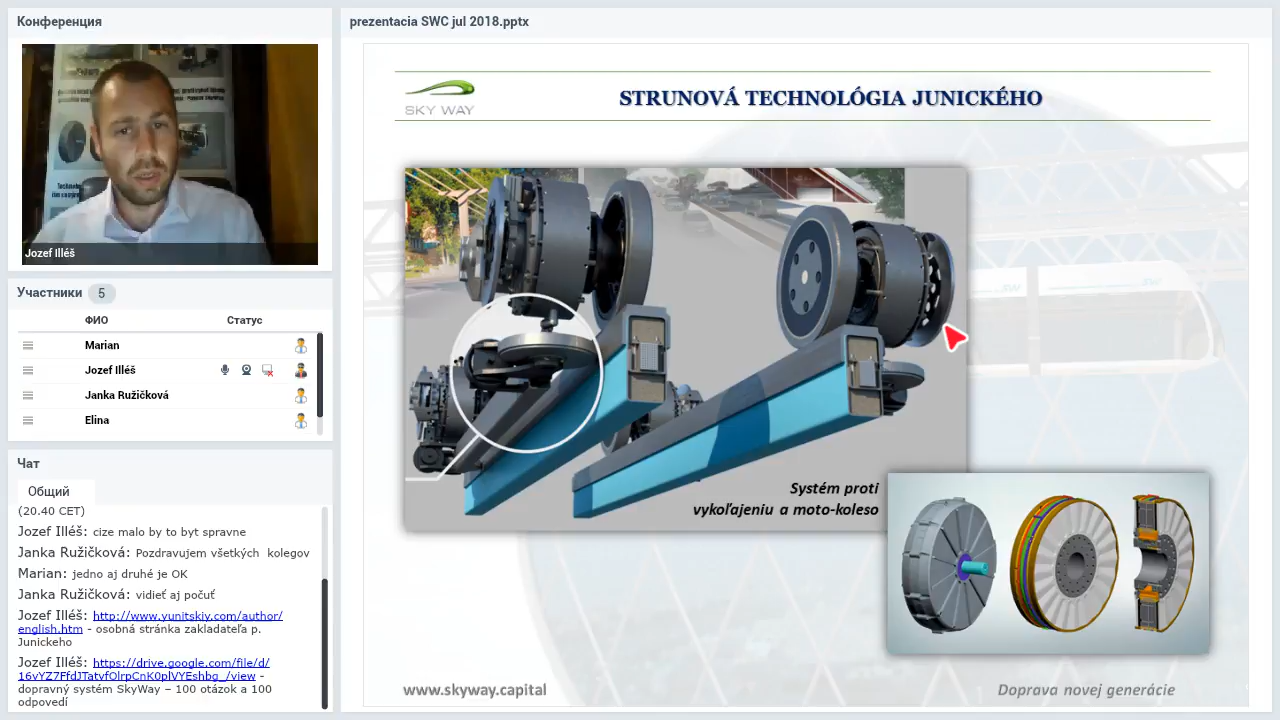 Конференция
Jozef Illéš
Участники 5
ФИО Статус
Marian
Jozef Illéš
Janka Ružičková
Elina
Чат
Общий
(20.40 CET)
Jozef Illéš: cize malo by to byt spravne
Janka Ružičková: Pozdravujem všetkých kolegov
Marian: jedno aj druhé je OK
Janka Ružičková: vidieť aj počuť
Jozef Illéš: http://www.yunitskiy.com/author/
english.htm - osobná stránka zakladateľa p.
Junickeho
Jozef Illéš: https://drive.google.com/file/d/
16vYZ7FfdJTatvfOlrpCnK0plVYEshbg_/view -
dopravný systém SkyWay – 100 otázok a 100
odpovedí
prezentacia SWC jul 2018.pptx
SKY WAY
STRUNOVÁ TECHNOLÓGIA JUNICKÉHO
Systém proti
vykoľajeniu a moto-koleso
www.skyway.capital
Doprava novej generácie